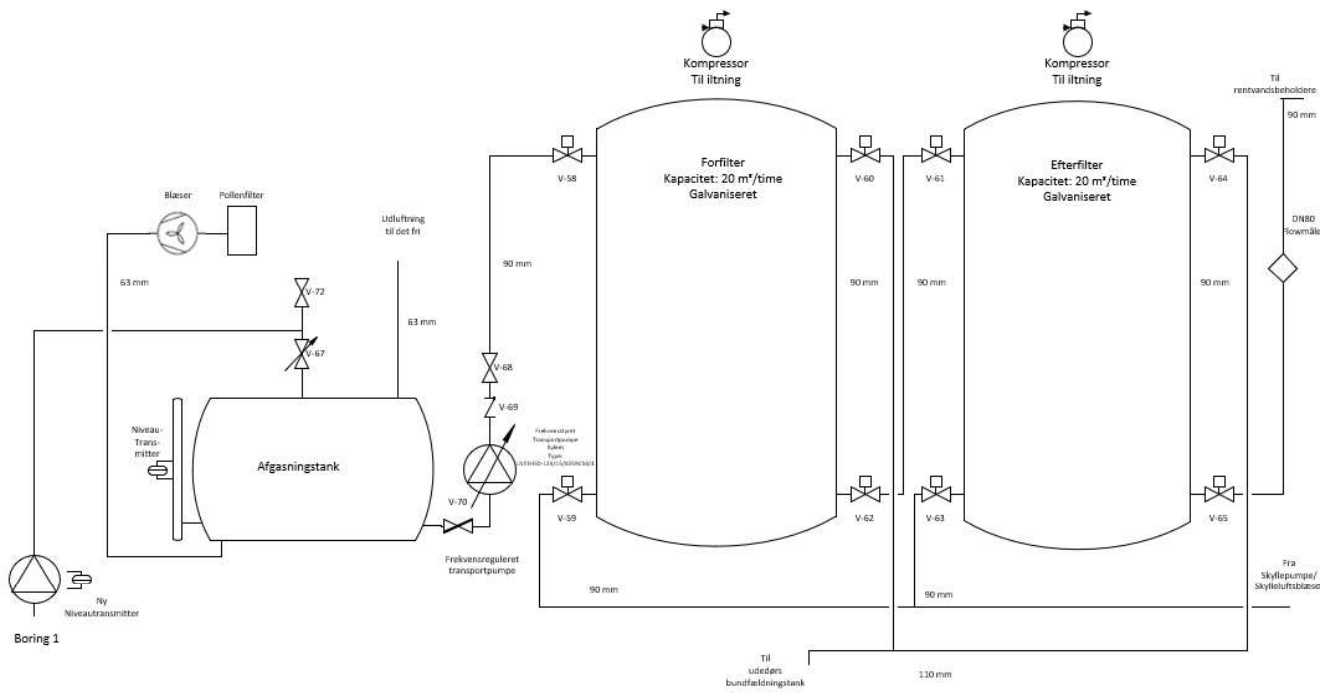 Kompressor
Til iltning
Kompressor
Til iltning
Til
rentvandsbeholdere
90 mm
V-58
Forfilter
Kapacitet: 20 m³/time
Galvaniseret
V-60
V-61
Efterfilter
Kapacitet: 20 m³/time
Galvaniseret
V-64
Blæser
Pollenfilter
Udluftning
til det fri
DN80
Flowmåle
63 mm
90 mm
90 mm
90 mm
90 mm
V-72
63 mm
V-67
V-68
V-69
Niveau-
Trans-
mitter
Afgasningstank
Frekvensstyret
Transportpumpe
Xylem
Type:
V-70
V-59
V-62
V-63
V-65
Frekvensreguleret
transportpumpe
Ny
Niveautransmitter
Boring 1
90 mm
90 mm
Fra
Skyllepumpe/
Skylleluftsblæser
Til
udedørs
bundfældningstank
110 mm